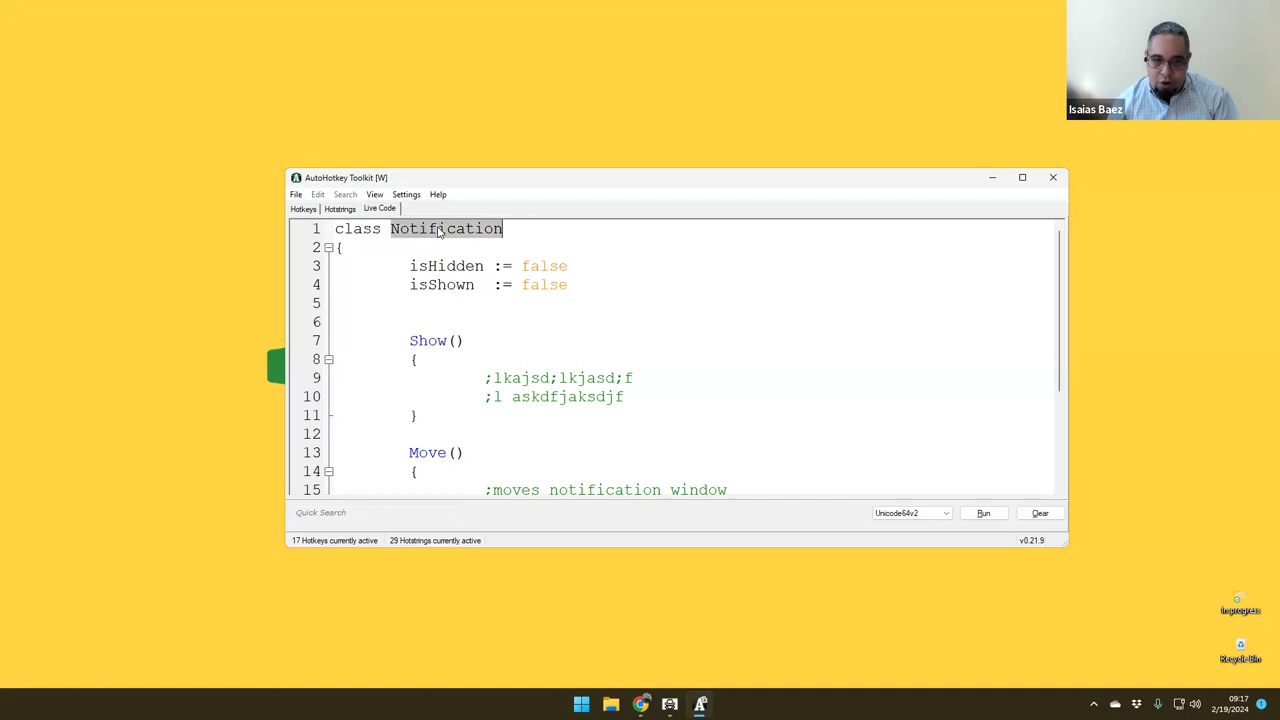 Isaias Baez
AutoHotkey Toolkit [W]
File Edit Search View Settings Help
Hotkeys Hotstrings Live Code
1 class Notification
2 {
3 isHidden := false
4 isShown := false
5
6
7 Show()
8 {
9 ;lkajsd;lkjasd;f
10 ;l askdfjaksdjf
11 }
12
13 Move()
14 {
15 ;moves notification window
Quick Search Unicode64v2 Run Clear
17 Hotkeys currently active 29 Hotstrings currently active v0.21.9
in progress
Recycle Bin
09:17
2/19/2024